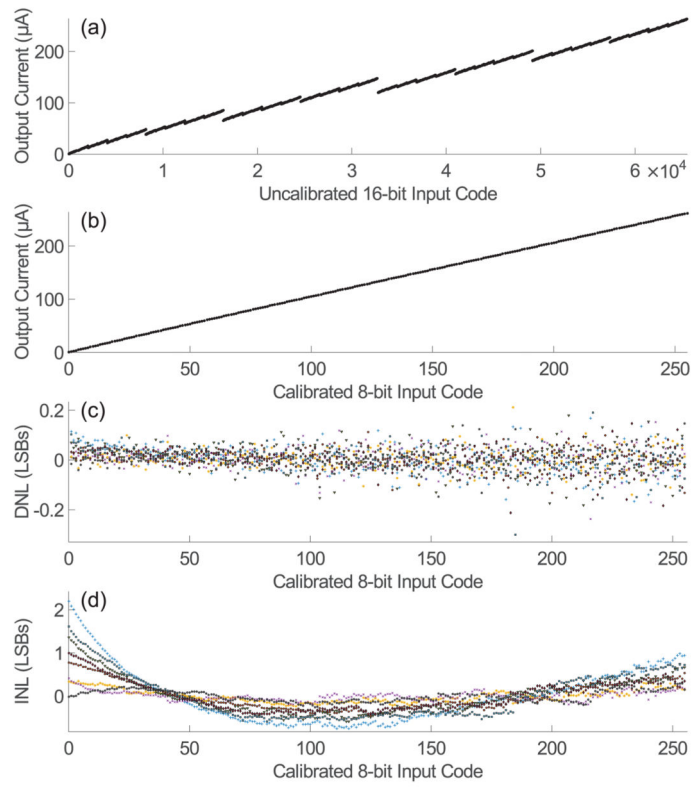 (a)
Output Current (μA)
200
100
0
0 1 2 3 4 5 6 ×10⁴
Uncalibrated 16-bit Input Code
(b)
Output Current (μA)
200
100
0
0 50 100 150 200 250
Calibrated 8-bit Input Code
(c)
DNL (LSBs)
0.2
0
-0.2
0 50 100 150 200 250
Calibrated 8-bit Input Code
(d)
INL (LSBs)
2
1
0
0 50 100 150 200 250
Calibrated 8-bit Input Code